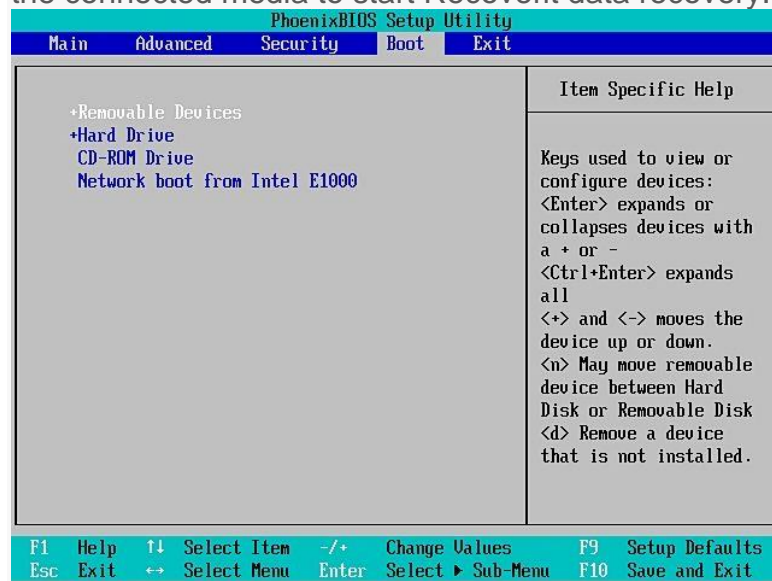 the connected media to start Recoverit data recovery.
PhoenixBIOS Setup Utility
Main Advanced Security Boot Exit
+Removable Devices
+Hard Drive
CD-ROM Drive
Network boot from Intel E1000
Item Specific Help
Keys used to view or
configure devices:
<Enter> expands or
collapses devices with
a + or -
<Ctrl+Enter> expands
all
<+> and <-> moves the
device up or down.
<n> May move removable
device between Hard
Disk or Removable Disk
<d> Remove a device
that is not installed.
F1 Help ↑↓ Select Item -/+ Change Values F9 Setup Defaults
Esc Exit ↔ Select Menu Enter Select ▶ Sub-Menu F10 Save and Exit